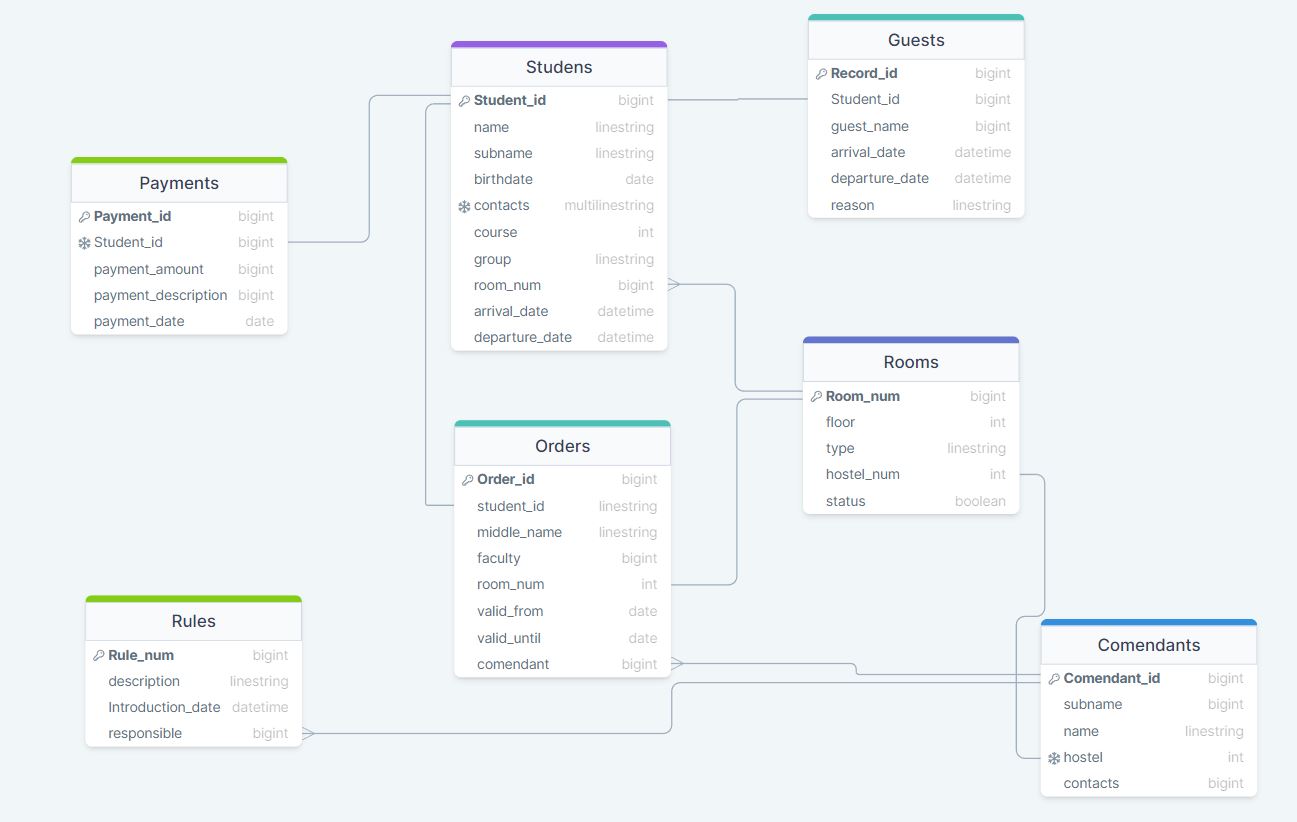 Studens
Student_id bigint
name linestring
subname linestring
birthdate date
contacts multilinestring
course int
group linestring
room_num bigint
arrival_date datetime
departure_date datetime
Guests
Record_id bigint
Student_id bigint
guest_name bigint
arrival_date datetime
departure_date datetime
reason linestring
Payments
Payment_id bigint
Student_id bigint
payment_amount bigint
payment_description bigint
payment_date date
Rooms
Room_num bigint
floor int
type linestring
hostel_num int
status boolean
Orders
Order_id bigint
student_id linestring
middle_name linestring
faculty bigint
room_num int
valid_from date
valid_until date
comendant bigint
Rules
Rule_num bigint
description linestring
Introduction_date datetime
responsible bigint
Comendants
Comendant_id bigint
subname bigint
name linestring
hostel int
contacts bigint